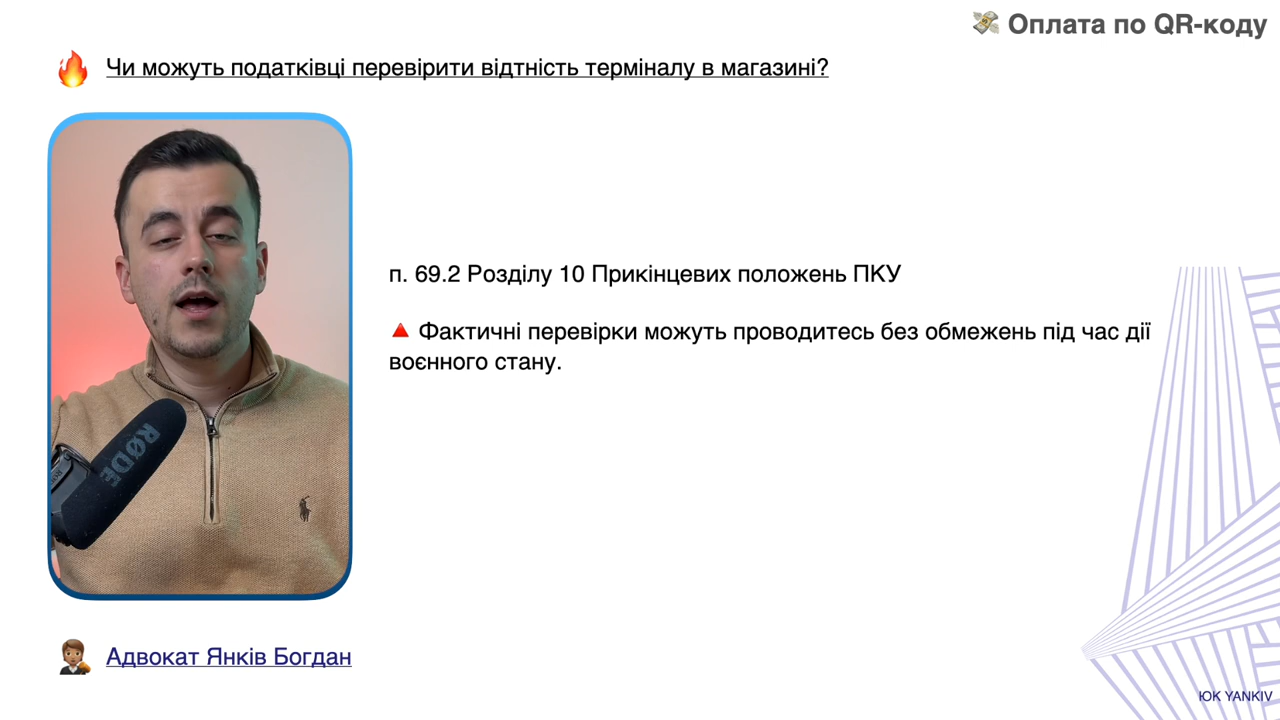 💸 Оплата по QR-коду
🔥 Чи можуть податківці перевірити відтність терміналу в магазині?
п. 69.2 Розділу 10 Прикінцевих положень ПКУ
🔺 Фактичні перевірки можуть проводитесь без обмежень під час дії
воєнного стану.
RØDE
Адвокат Янків Богдан
ЮК YANKIV